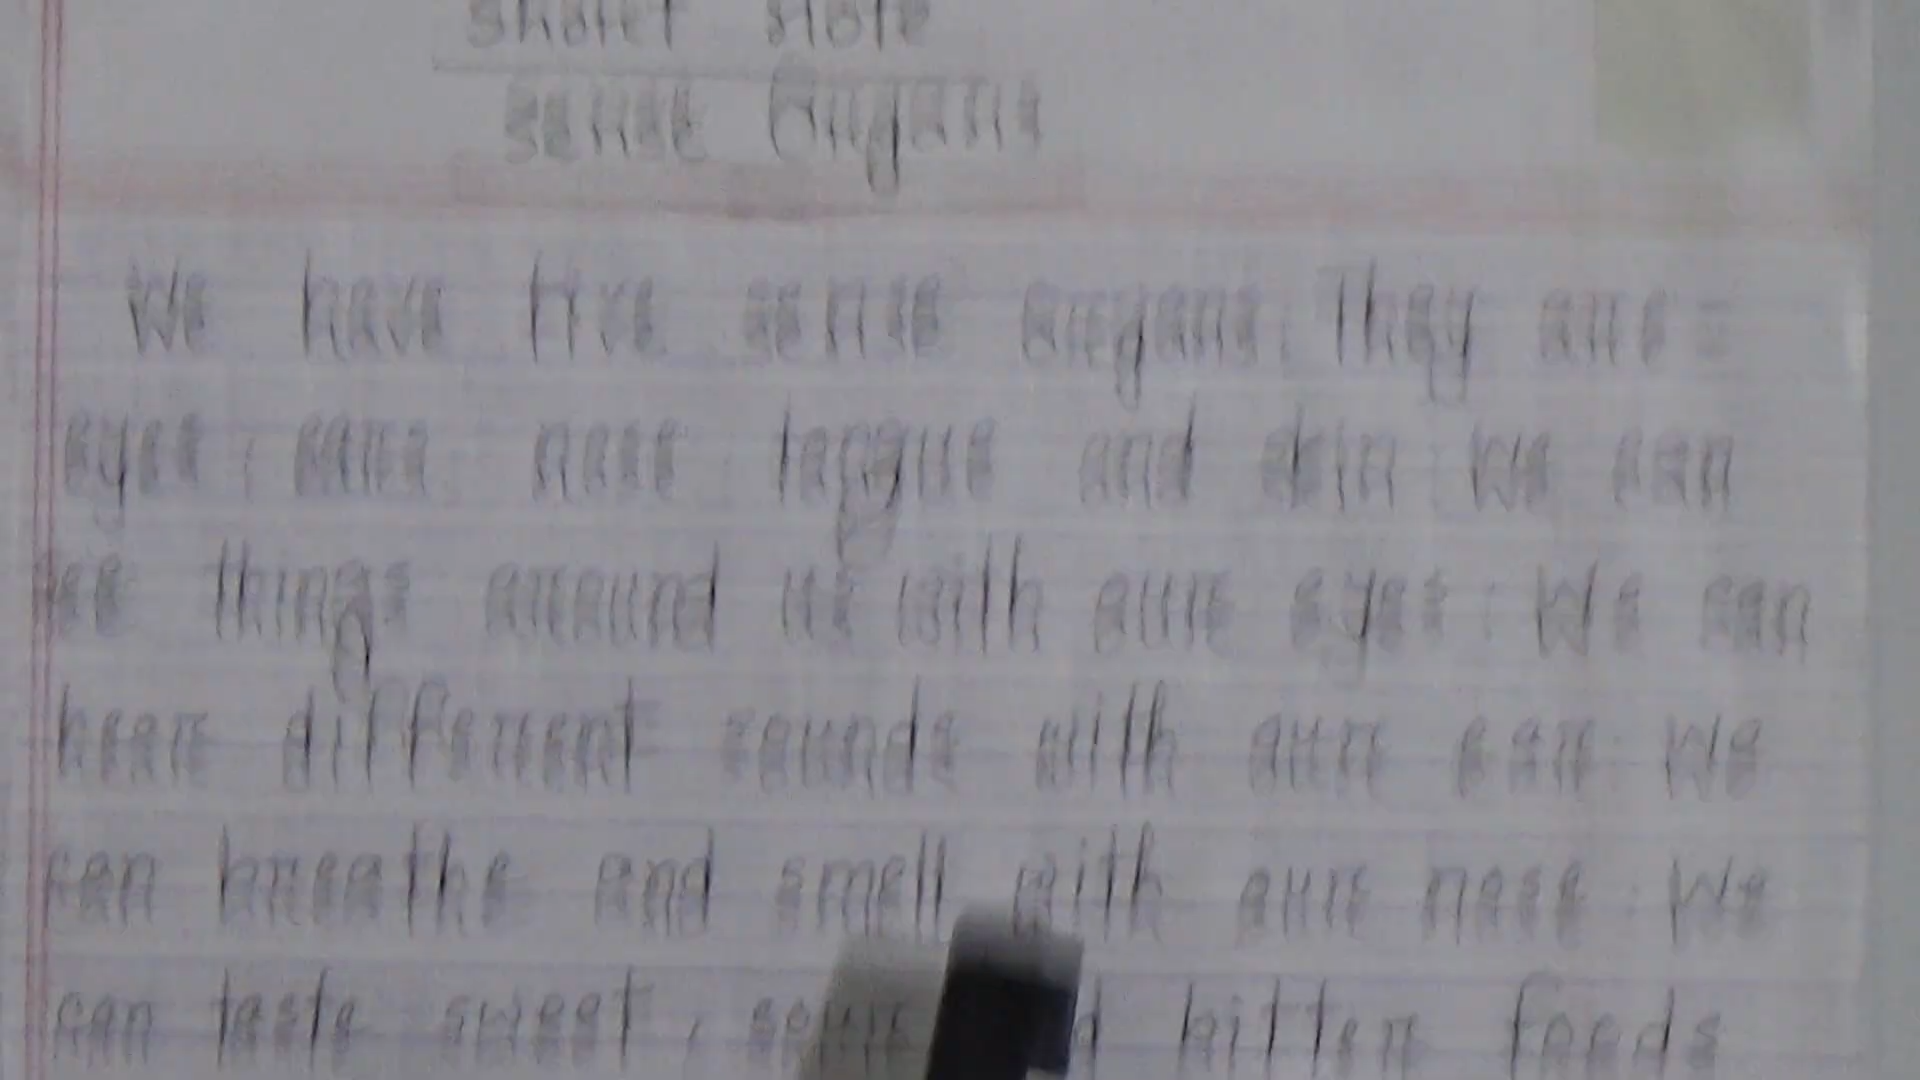 Short Note
Sense Organs
We have five sense organs. They are =
eyes, ears, nose, tongue and skin. We can
see things around us with our eyes. We can
hear different sounds with our ear. We
can breathe and smell with our nose. We
can taste sweet, sour bitter foods